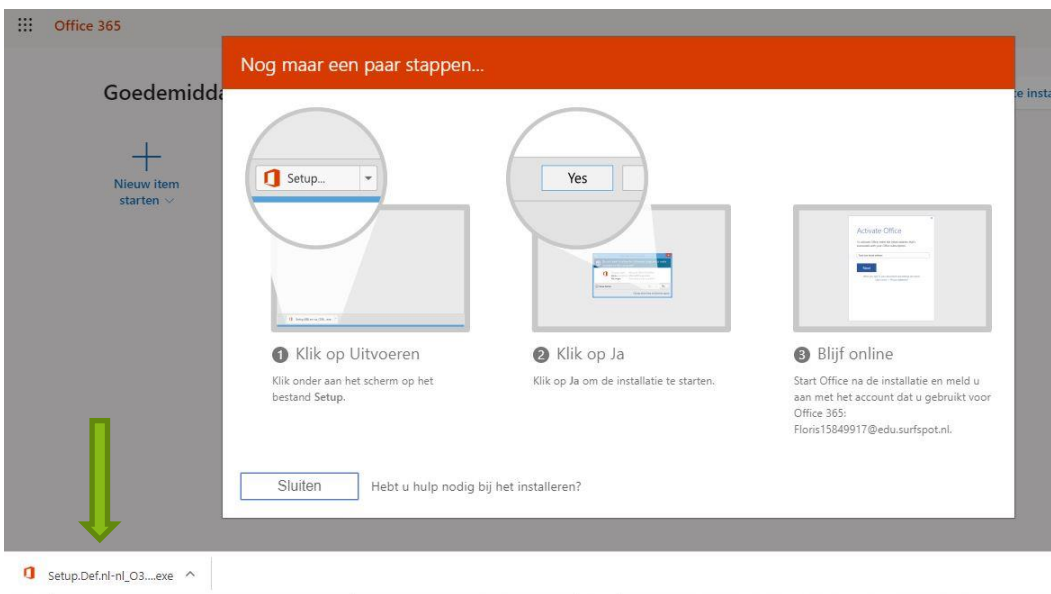 Office 365
Nog maar een paar stappen...
Goedemidda
te insta
Nieuw item
starten
Setup...
Yes
Activate Office
1 Klik op Uitvoeren
Klik onder aan het scherm op het
bestand Setup.
2 Klik op Ja
Klik op Ja om de installatie te starten.
3 Blijf online
Start Office na de installatie en meld u
aan met het account dat u gebruikt voor
Office 365:
Floris15849917@edu.surfspot.nl.
Sluiten
Hebt u hulp nodig bij het installeren?
Setup.Def.nl-nl_O3....exe